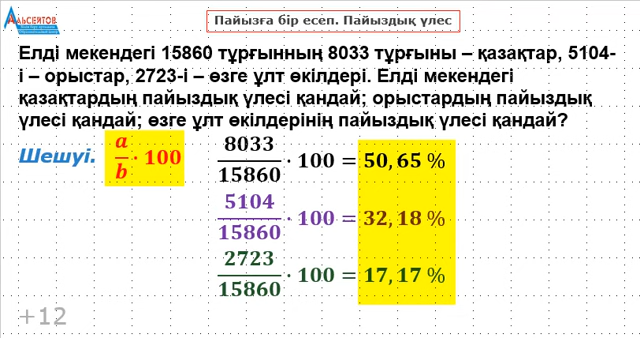 АЛЬСЕИТОВ
Пайызға бір есеп. Пайыздық үлес
Елді мекендегі 15860 тұрғынның 8033 тұрғыны – қазақтар, 5104-
і – орыстар, 2723-і – өзге ұлт өкілдері. Елді мекендегі
қазақтардың пайыздық үлесі қандай; орыстардың пайыздық
үлесі қандай; өзге ұлт өкілдерінің пайыздық үлесі қандай?
Шешуі. a/b · 100
8033/15860 · 100 = 50,65 %
5104/15860 · 100 = 32,18 %
2723/15860 · 100 = 17,17 %
+12